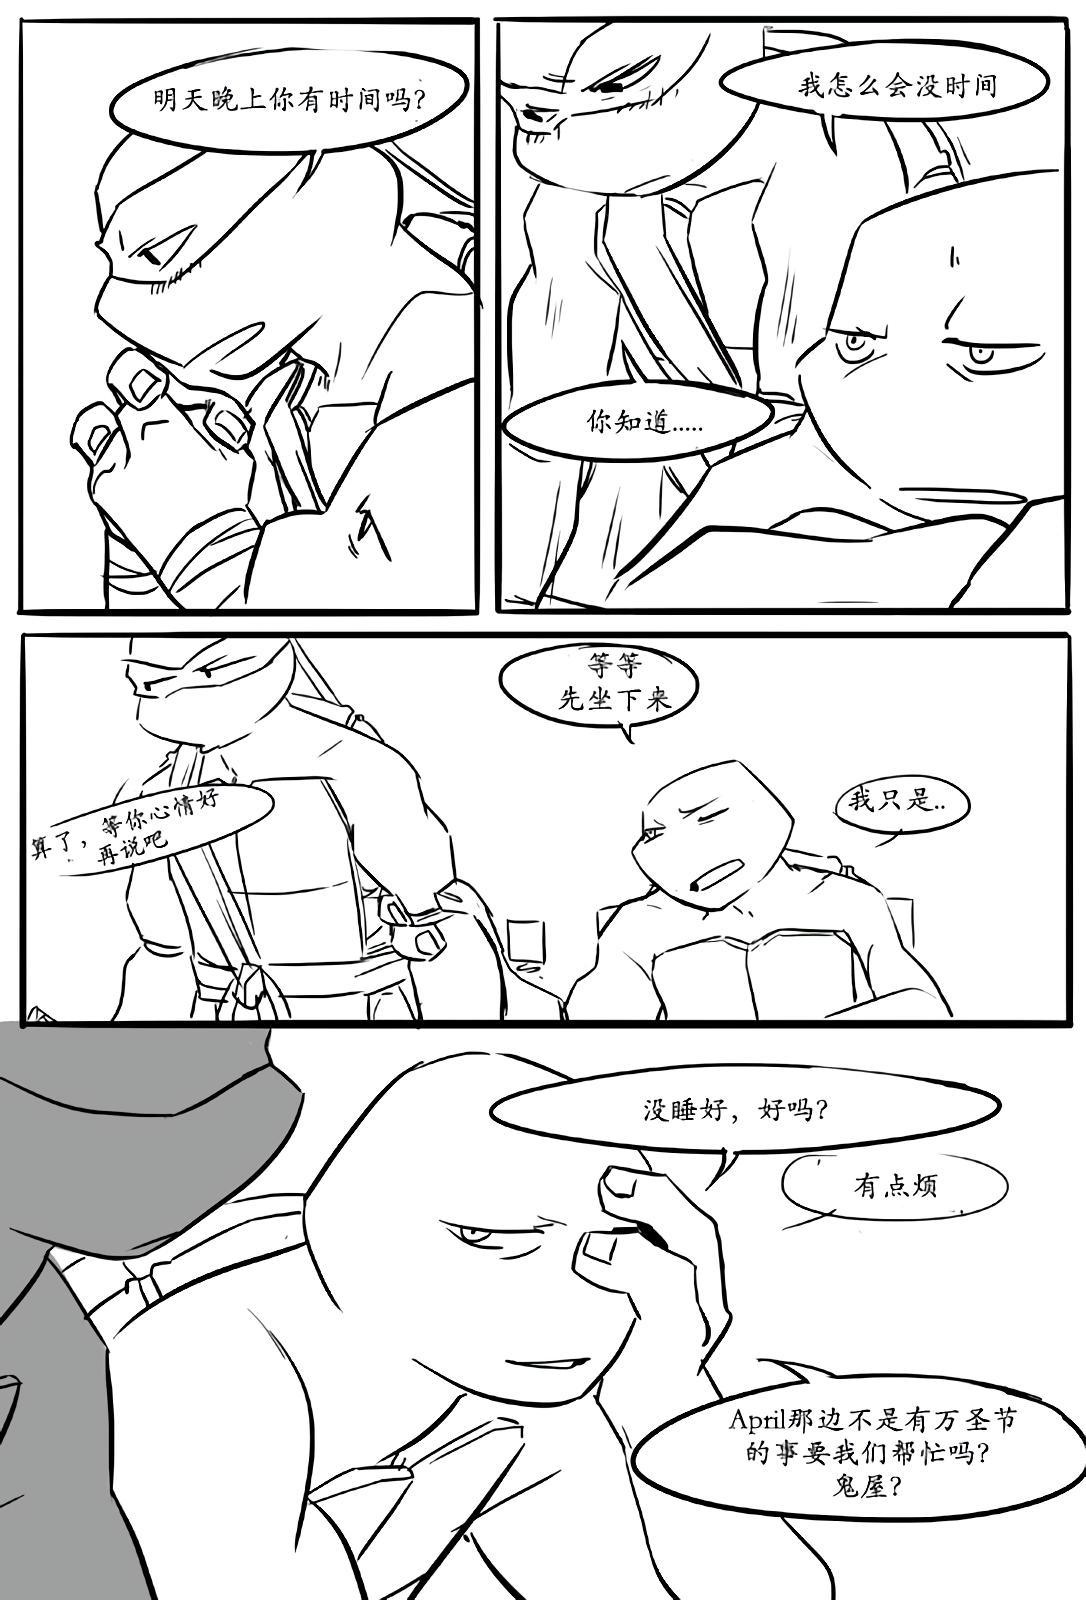 明天晚上你有时间吗?
我怎么会没时间
你知道.....
等等
先坐下来
算了，等你心情好
再说吧
我只是..
没睡好，好吗?
有点烦
April那边不是有万圣节
的事要我们帮忙吗?
鬼屋?